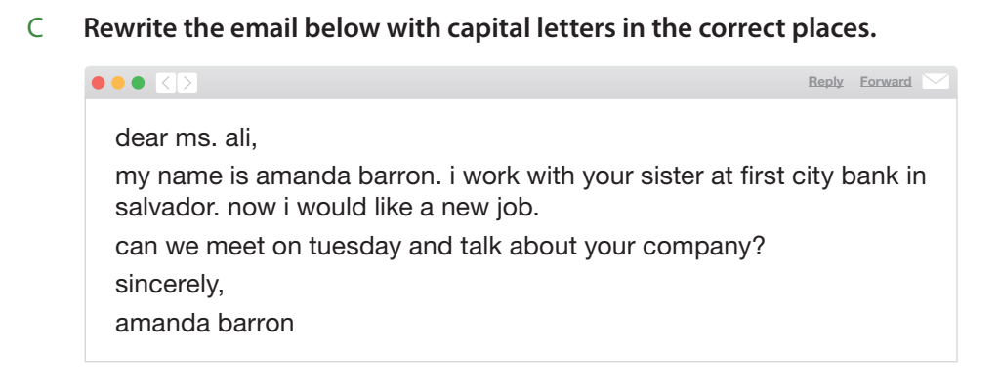 C Rewrite the email below with capital letters in the correct places.
Reply Forward
dear ms. ali,
my name is amanda barron. i work with your sister at first city bank in
salvador. now i would like a new job.
can we meet on tuesday and talk about your company?
sincerely,
amanda barron